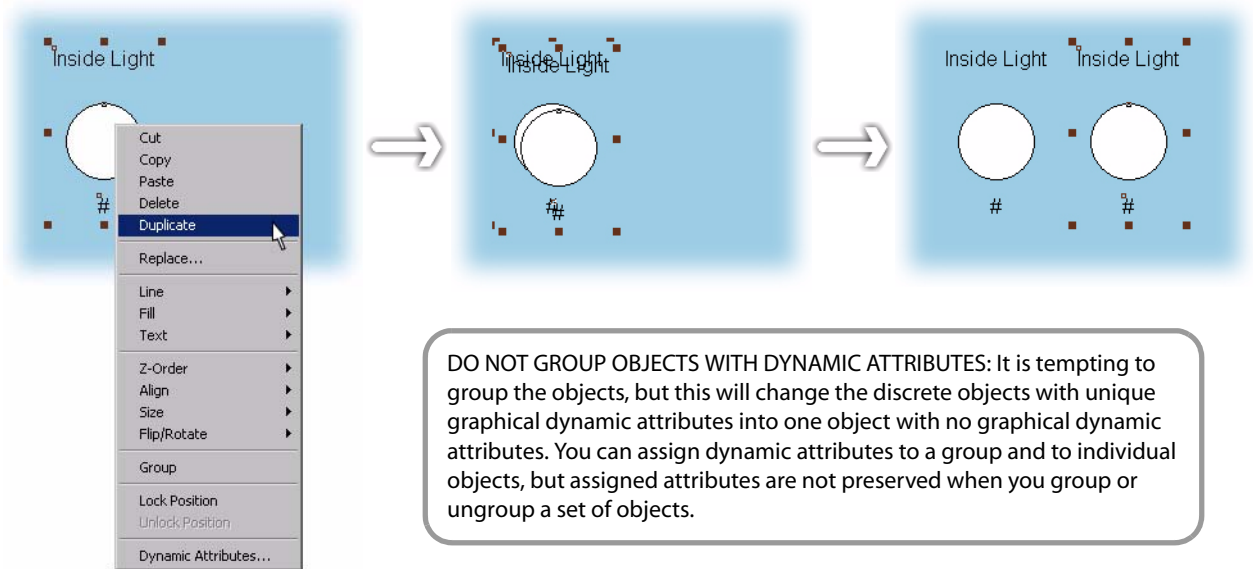 Inside Light
#
Cut
Copy
Paste
Delete
Duplicate
Replace...
Line
Fill
Text
Z-Order
Align
Size
Flip/Rotate
Group
Lock Position
Unlock Position
Dynamic Attributes...
Inside Light
Inside Light
#
#
Inside Light Inside Light
# #
DO NOT GROUP OBJECTS WITH DYNAMIC ATTRIBUTES: It is tempting to
group the objects, but this will change the discrete objects with unique
graphical dynamic attributes into one object with no graphical dynamic
attributes. You can assign dynamic attributes to a group and to individual
objects, but assigned attributes are not preserved when you group or
ungroup a set of objects.